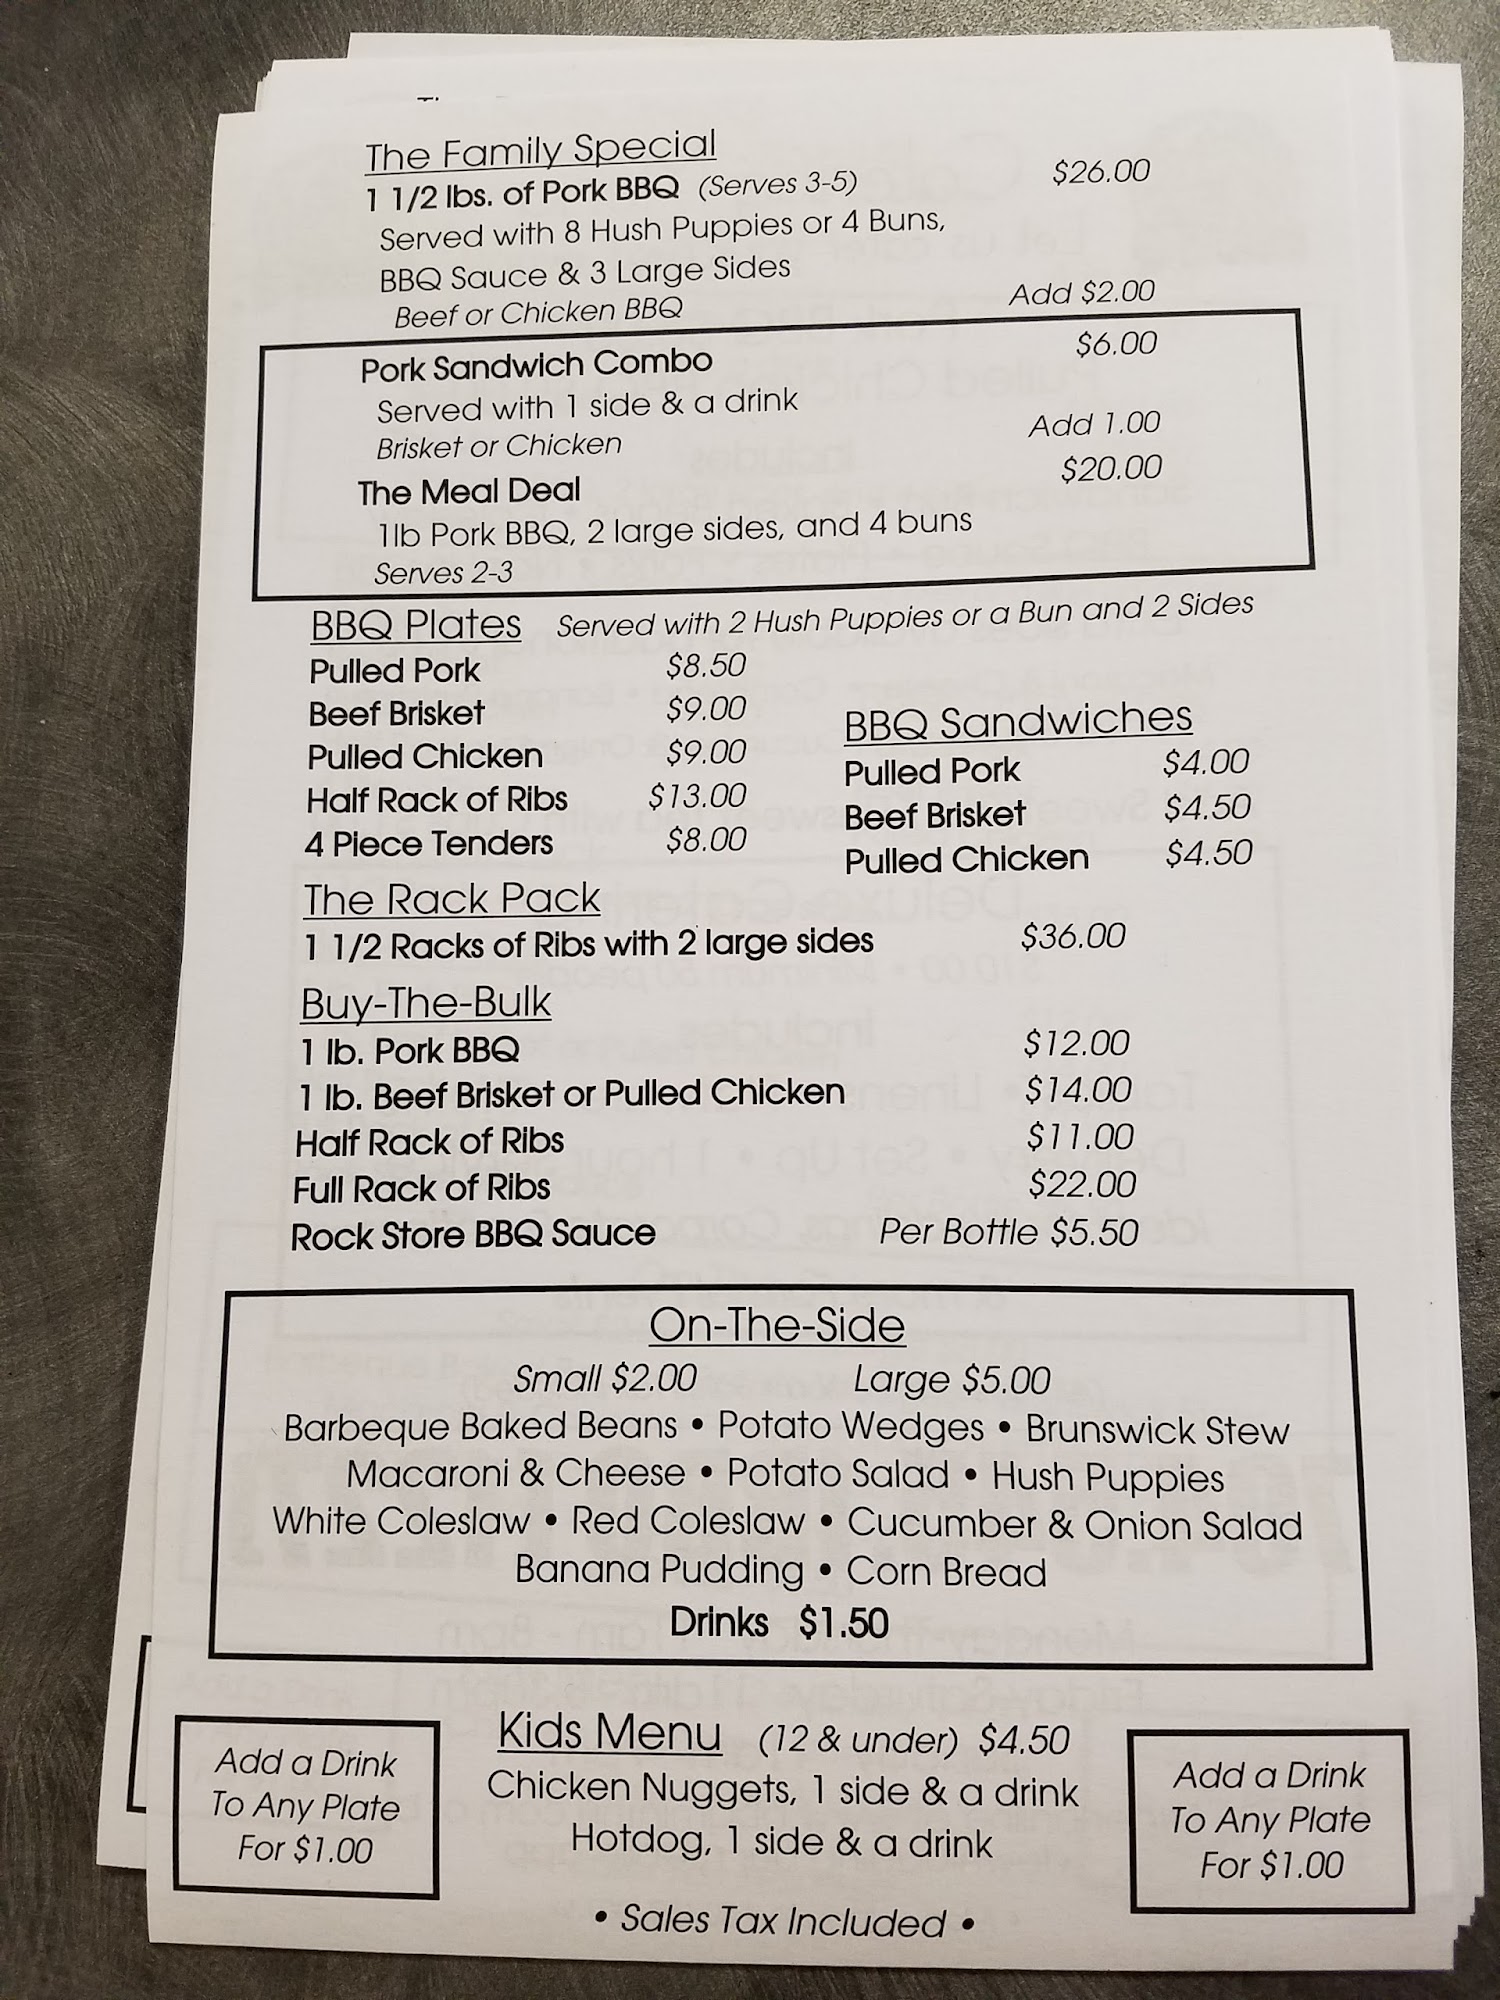 The Family Special
1 1/2 lbs. of Pork BBQ (Serves 3-5) $26.00
Served with 8 Hush Puppies or 4 Buns,
BBQ Sauce & 3 Large Sides
Beef or Chicken BBQ Add $2.00
Pork Sandwich Combo $6.00
Served with 1 side & a drink
Brisket or Chicken Add 1.00
The Meal Deal $20.00
1lb Pork BBQ, 2 large sides, and 4 buns
Serves 2-3
BBQ Plates Served with 2 Hush Puppies or a Bun and 2 Sides
Pulled Pork $8.50
Beef Brisket $9.00
Pulled Chicken $9.00
Half Rack of Ribs $13.00
4 Piece Tenders $8.00
BBQ Sandwiches
Pulled Pork $4.00
Beef Brisket $4.50
Pulled Chicken $4.50
The Rack Pack
1 1/2 Racks of Ribs with 2 large sides $36.00
Buy-The-Bulk
1 lb. Pork BBQ $12.00
1 lb. Beef Brisket or Pulled Chicken $14.00
Half Rack of Ribs $11.00
Full Rack of Ribs $22.00
Rock Store BBQ Sauce Per Bottle $5.50
On-The-Side
Small $2.00 Large $5.00
Barbeque Baked Beans • Potato Wedges • Brunswick Stew
Macaroni & Cheese • Potato Salad • Hush Puppies
White Coleslaw • Red Coleslaw • Cucumber & Onion Salad
Banana Pudding • Corn Bread
Drinks $1.50
Add a Drink
To Any Plate
For $1.00
Kids Menu (12 & under) $4.50
Chicken Nuggets, 1 side & a drink
Hotdog, 1 side & a drink
• Sales Tax Included •
Add a Drink
To Any Plate
For $1.00